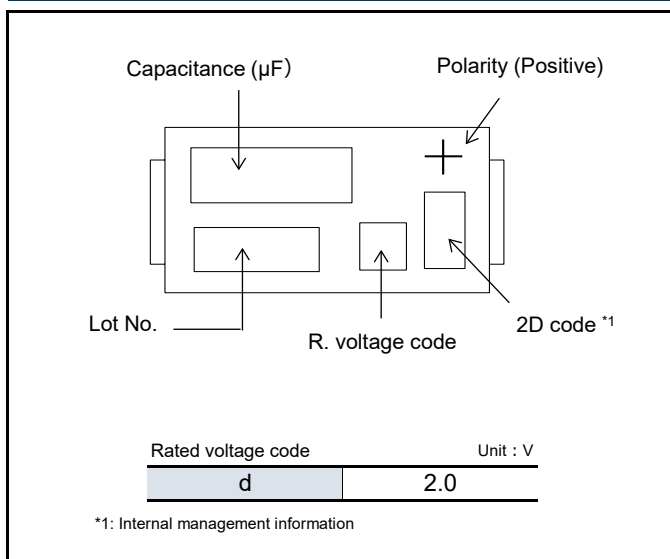 Capacitance (μF)
Polarity (Positive)
+
Lot No.
R. voltage code
2D code *1
Rated voltage code
Unit : V
d
2.0
*1: Internal management information